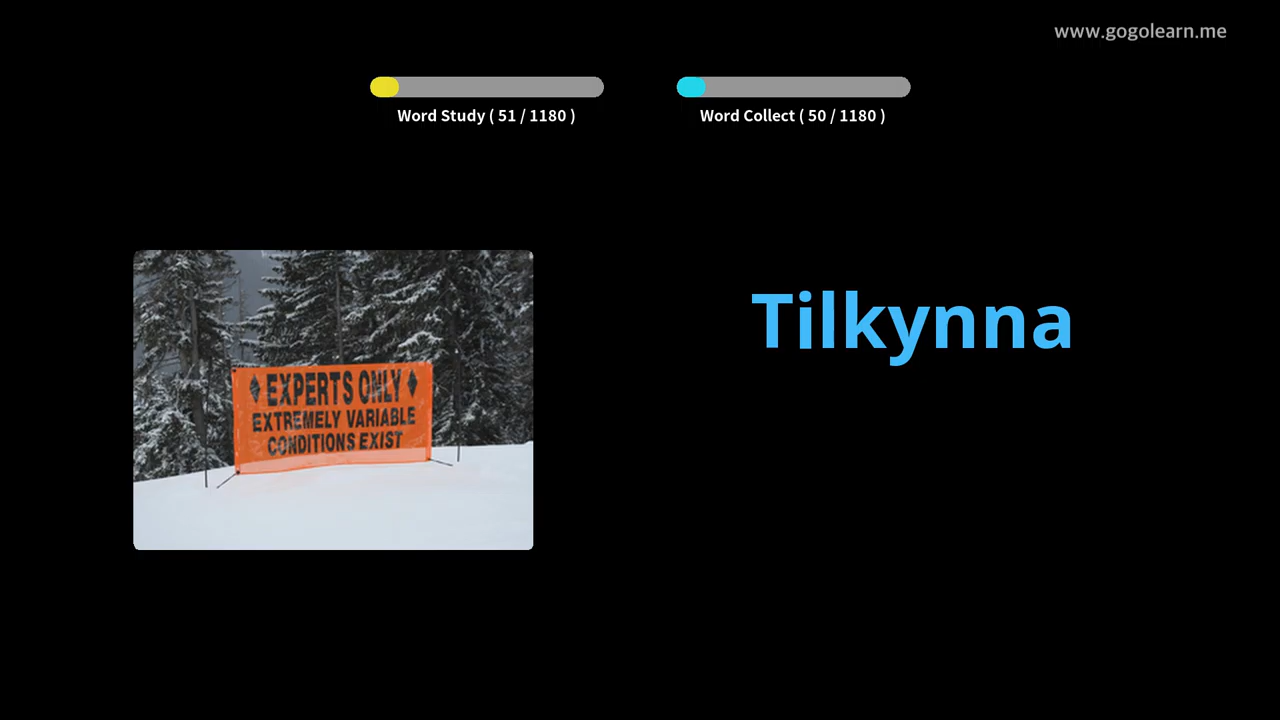 www.gogolearn.me
Word Study ( 51 / 1180 )
Word Collect ( 50 / 1180 )
EXPERTS ONLY
EXTREMELY VARIABLE
CONDITIONS EXIST
Tilkynna